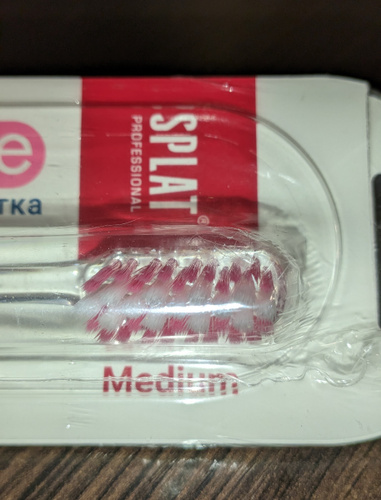 e
тка
SPLAT®
PROFESSIONAL
Medium